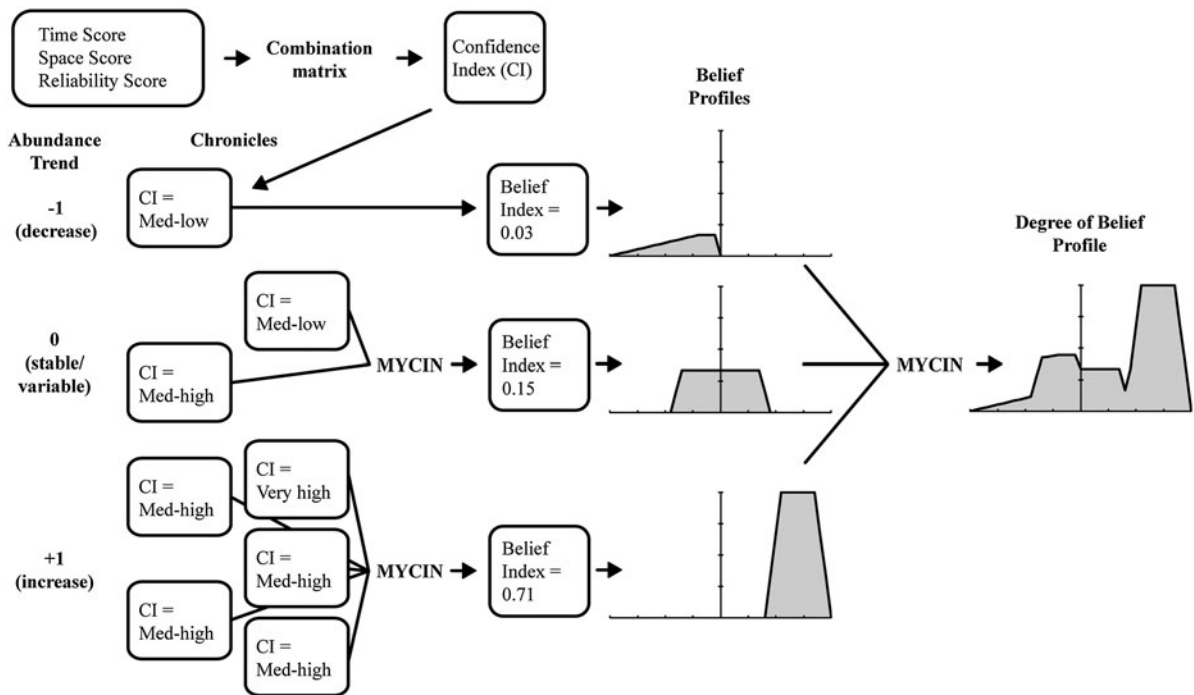 Time Score
Space Score
Reliability Score
Combination
matrix
Confidence
Index (CI)
Belief
Profiles
Abundance
Trend
Chronicles
-1
(decrease)
CI =
Med-low
Belief
Index =
0.03
Degree of Belief
Profile
0
(stable/
variable)
CI =
Med-low
CI =
Med-high
MYCIN
Belief
Index =
0.15
MYCIN
+1
(increase)
CI =
Med-high
CI =
Very high
CI =
Med-high
CI =
Med-high
CI =
Med-high
MYCIN
Belief
Index =
0.71